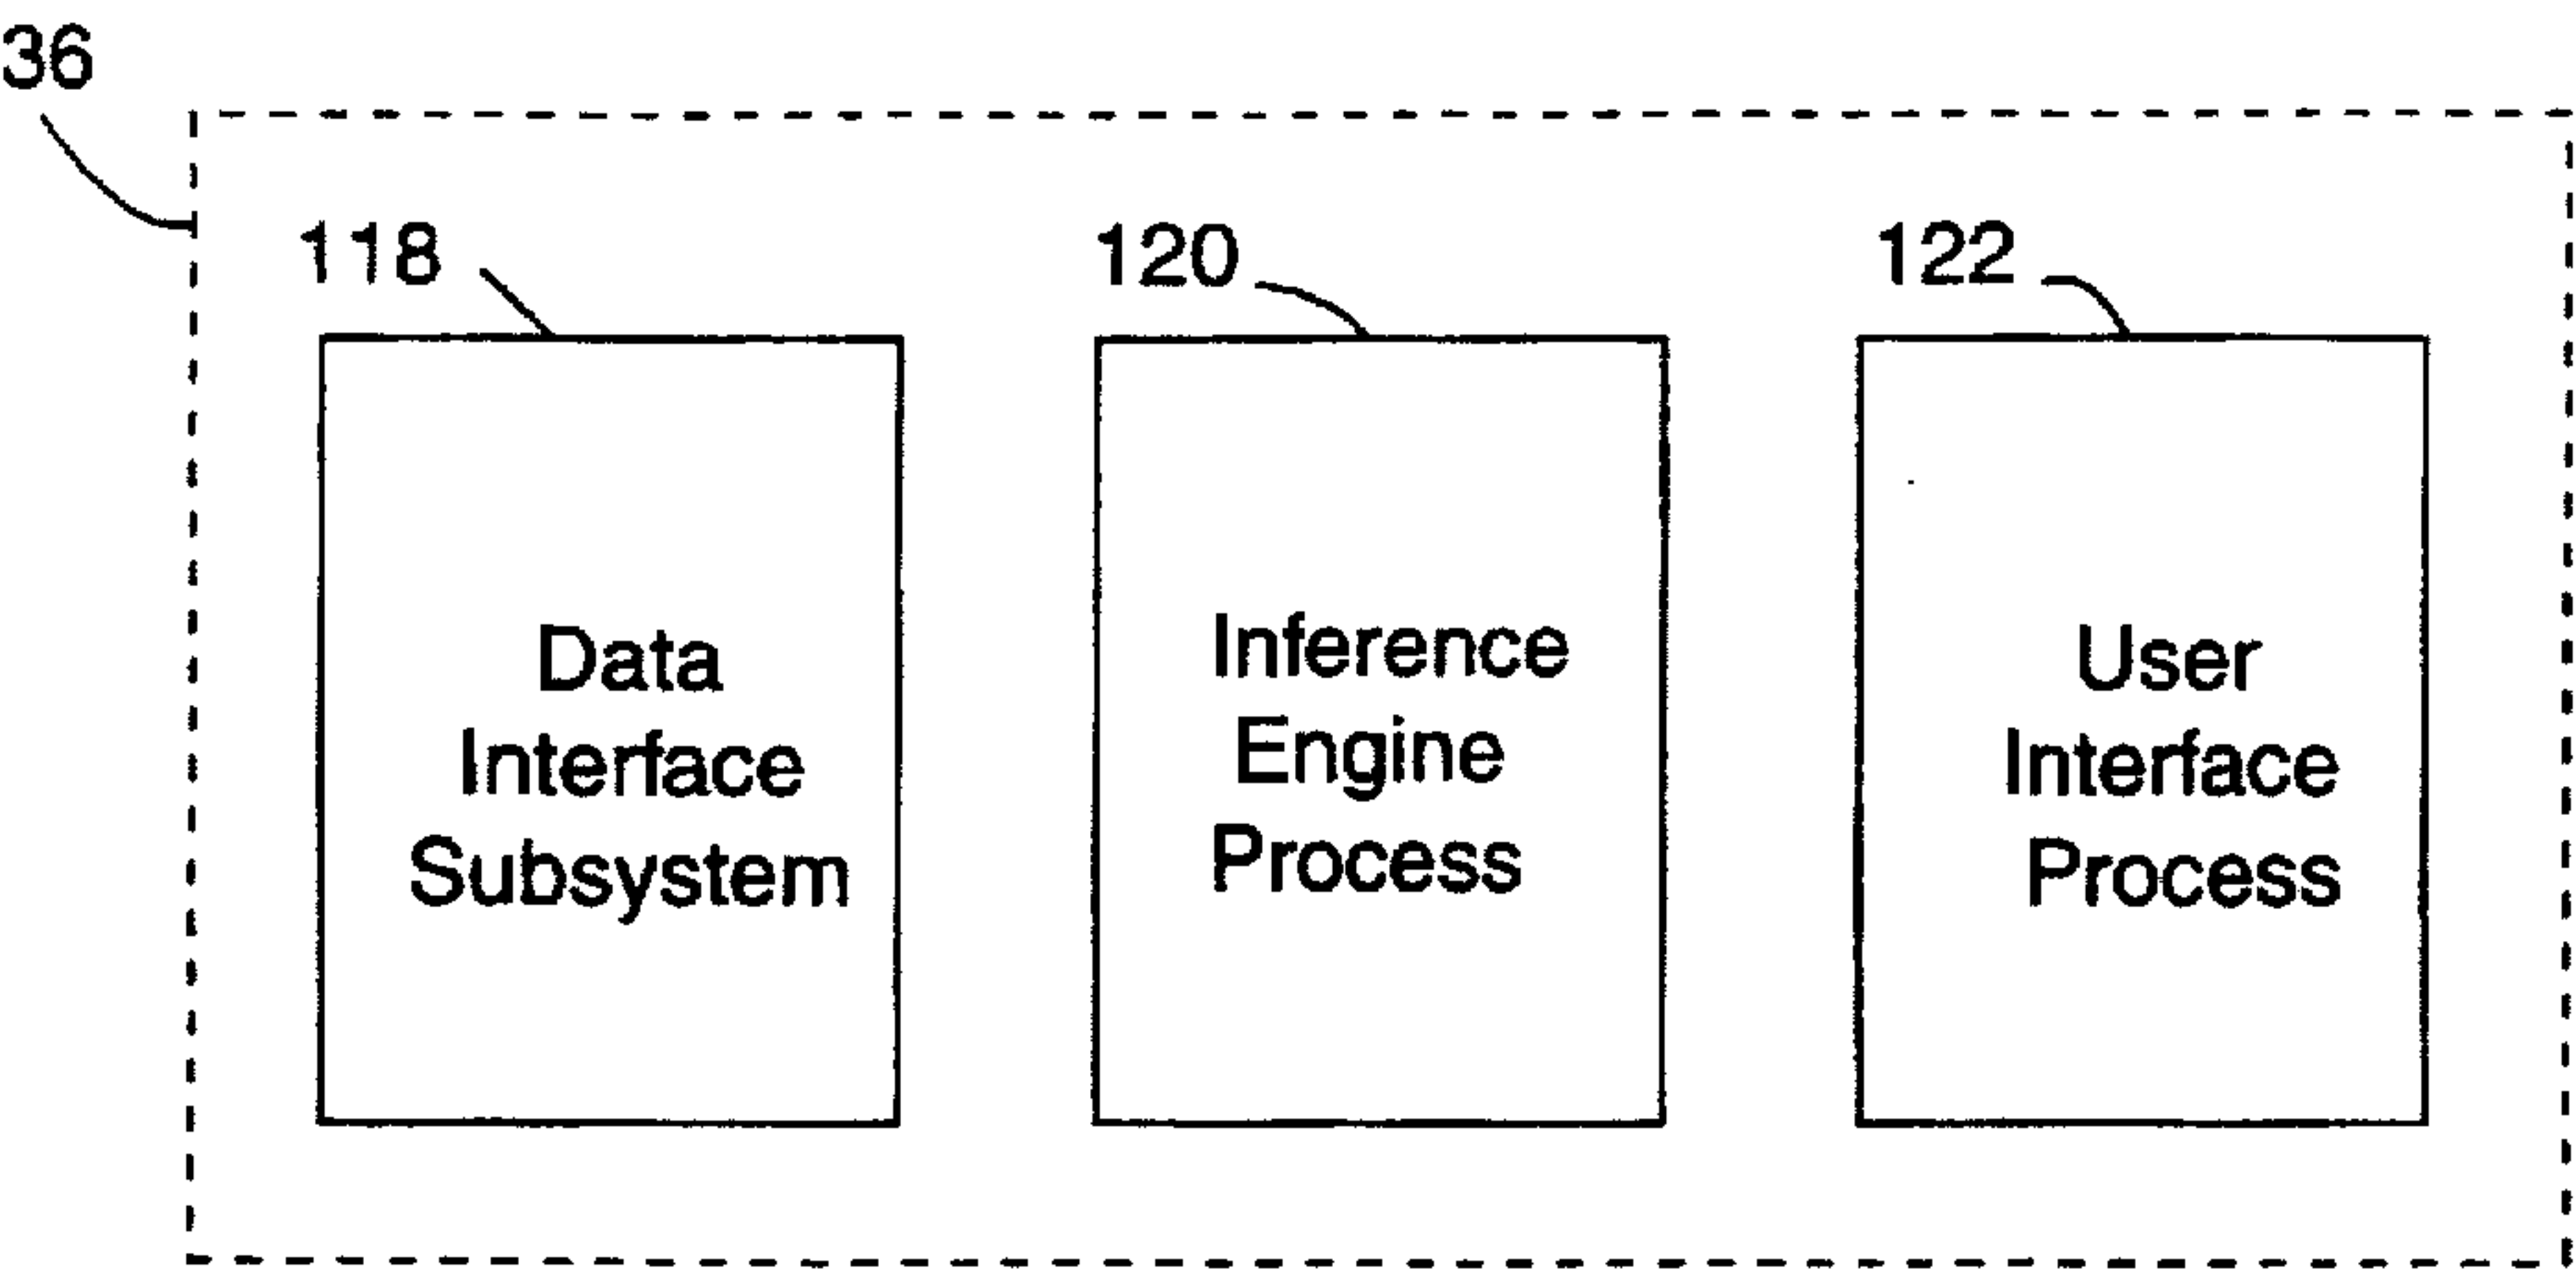 36
118
120
122
Data
Interface
Subsystem
Inference
Engine
Process
User
Interface
Process